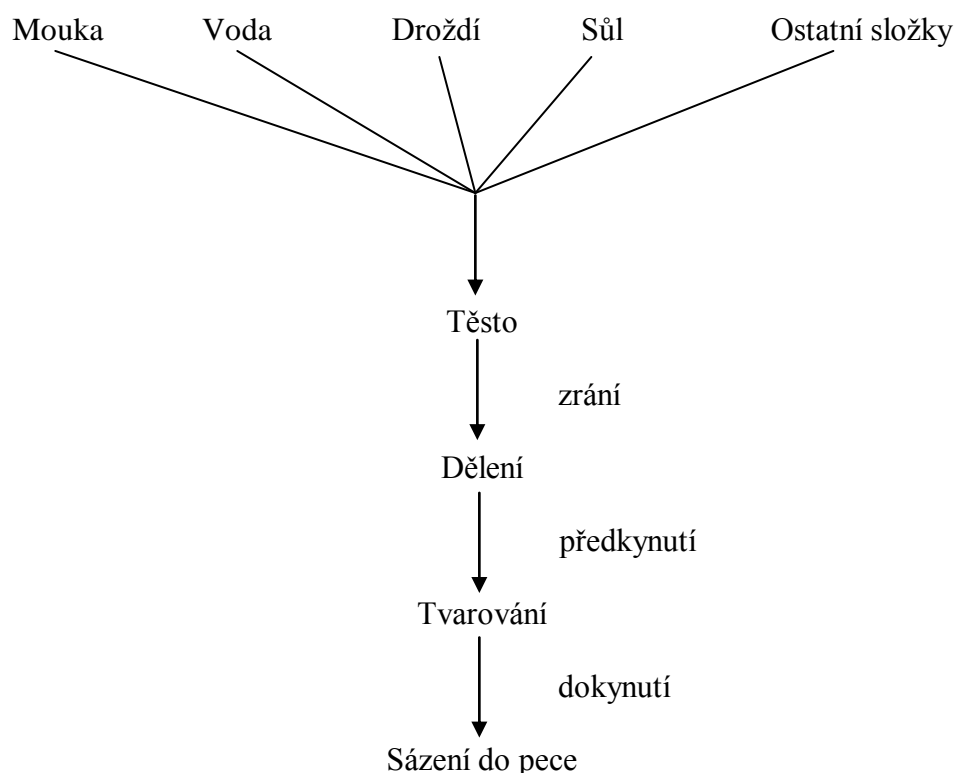 Mouka Voda Droždí Sůl Ostatní složky
Těsto
zrání
Dělení
předkynutí
Tvarování
dokynutí
Sázení do pece